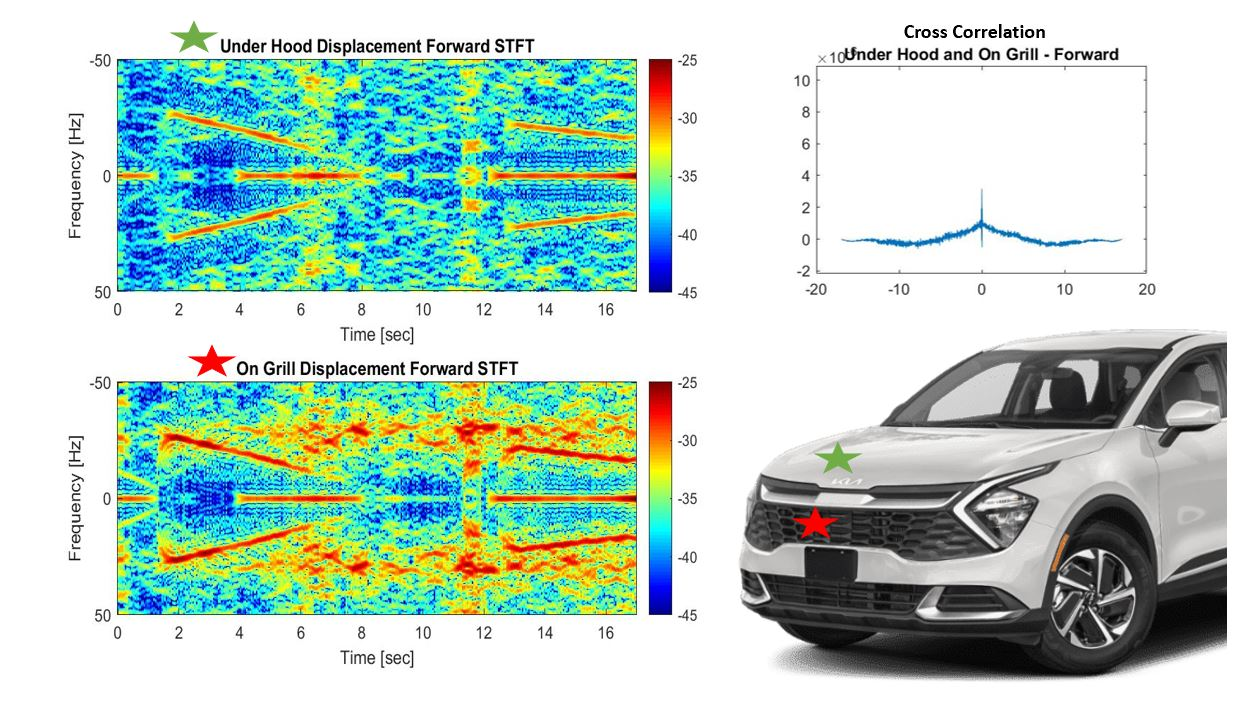 Under Hood Displacement Forward STFT
-50
0
50
Frequency [Hz]
0 2 4 6 8 10 12 14 16
Time [sec]
-25
-30
-35
-40
-45
Cross Correlation
Under Hood and On Grill - Forward
10
8
6
4
2
0
-2
-20 -10 0 10 20
On Grill Displacement Forward STFT
-50
0
50
Frequency [Hz]
0 2 4 6 8 10 12 14 16
Time [sec]
-25
-30
-35
-40
-45
KIA